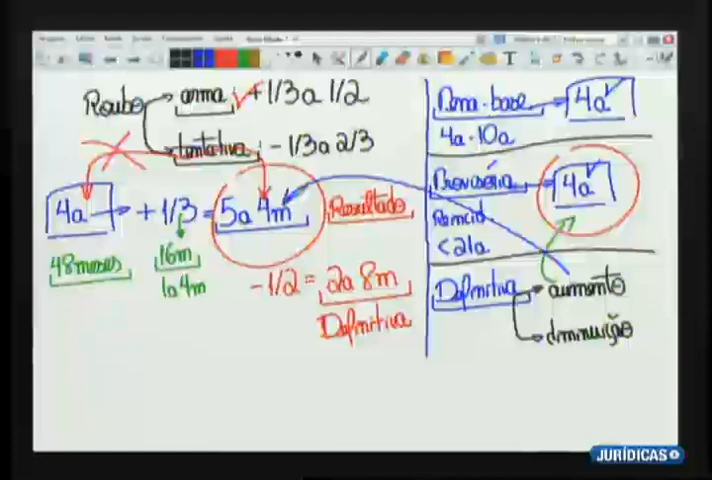 Roubo → arma + 1/3 a 1/2
tentativa - 1/3 a 2/3
4a → + 1/3 = 5a 4m Resultado
48 meses
16m
1a 4m
- 1/2 = 2a 8m
Definitiva
Pena-base → 4a
4a - 10a
Provisória → 4a
Reincid.
< 21a
Definitiva → aumento
→ diminuição
JURÍDICAS